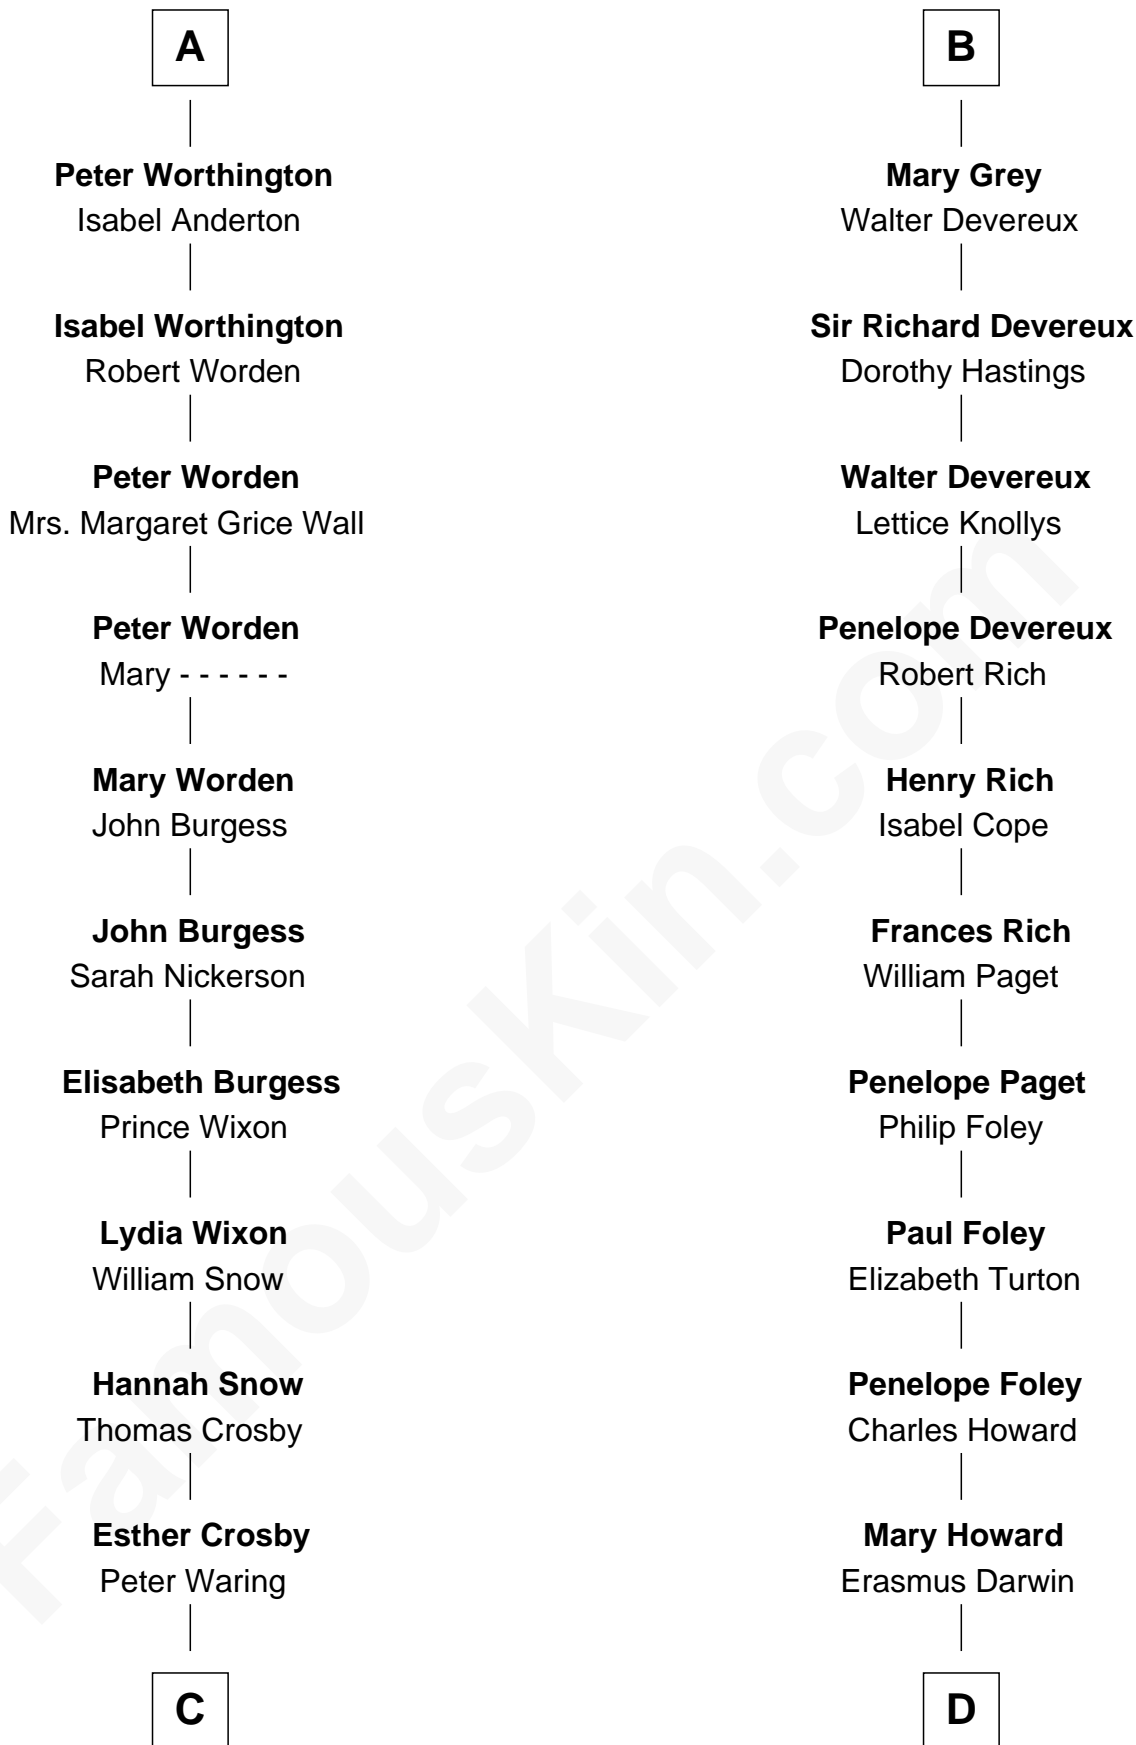 A
Peter Worthington
Isabel Anderton
Isabel Worthington
Robert Worden
Peter Worden
Mrs. Margaret Grice Wall
Peter Worden
Mary - - - - - -
Mary Worden
John Burgess
John Burgess
Sarah Nickerson
Elisabeth Burgess
Prince Wixon
Lydia Wixon
William Snow
Hannah Snow
Thomas Crosby
Esther Crosby
Peter Waring
C
B
Mary Grey
Walter Devereux
Sir Richard Devereux
Dorothy Hastings
Walter Devereux
Lettice Knollys
Penelope Devereux
Robert Rich
Henry Rich
Isabel Cope
Frances Rich
William Paget
Penelope Paget
Philip Foley
Paul Foley
Elizabeth Turton
Penelope Foley
Charles Howard
Mary Howard
Erasmus Darwin
D
FamousKin.com